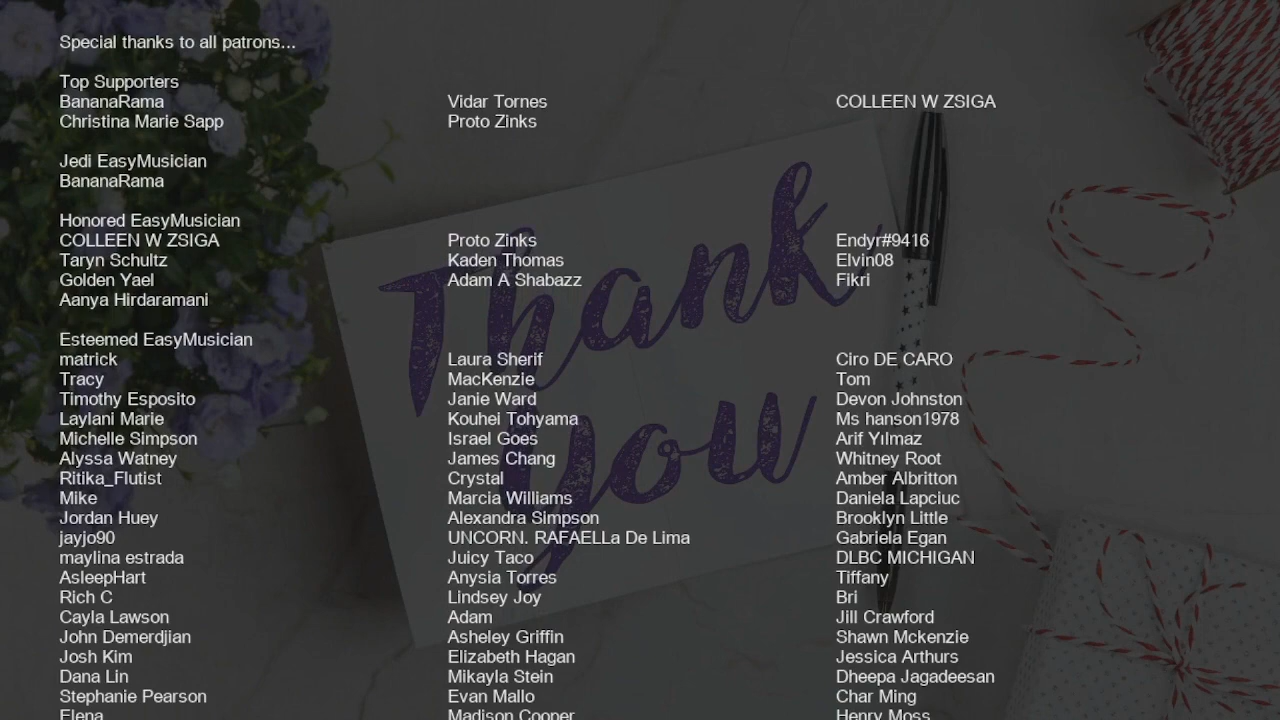 Special thanks to all patrons...
Top Supporters
BananaRama Vidar Tornes COLLEEN W ZSIGA
Christina Marie Sapp Proto Zinks
Jedi EasyMusician
BananaRama
Honored EasyMusician
COLLEEN W ZSIGA Proto Zinks Endyr#9416
Taryn Schultz Kaden Thomas Elvin08
Golden Yael Adam A Shabazz Fikri
Aanya Hirdaramani
Esteemed EasyMusician
matrick Laura Sherif Ciro DE CARO
Tracy MacKenzie Tom
Timothy Esposito Janie Ward Devon Johnston
Laylani Marie Kouhei Tohyama Ms hanson1978
Michelle Simpson Israel Goes Arif Yılmaz
Alyssa Watney James Chang Whitney Root
Ritika_Flutist Crystal Amber Albritton
Mike Marcia Williams Daniela Lapciuc
Jordan Huey Alexandra Simpson Brooklyn Little
jayjo90 UNCORN. RAFAELLa De Lima Gabriela Egan
maylina estrada Juicy Taco DLBC MICHIGAN
AsleepHart Anysia Torres Tiffany
Rich C Lindsey Joy Bri
Cayla Lawson Adam Jill Crawford
John Demerdjian Asheley Griffin Shawn Mckenzie
Josh Kim Elizabeth Hagan Jessica Arthurs
Dana Lin Mikayla Stein Dheepa Jagadeesan
Stephanie Pearson Evan Mallo Char Ming
Elena Madison Cooper Henry Moss
Thank
you